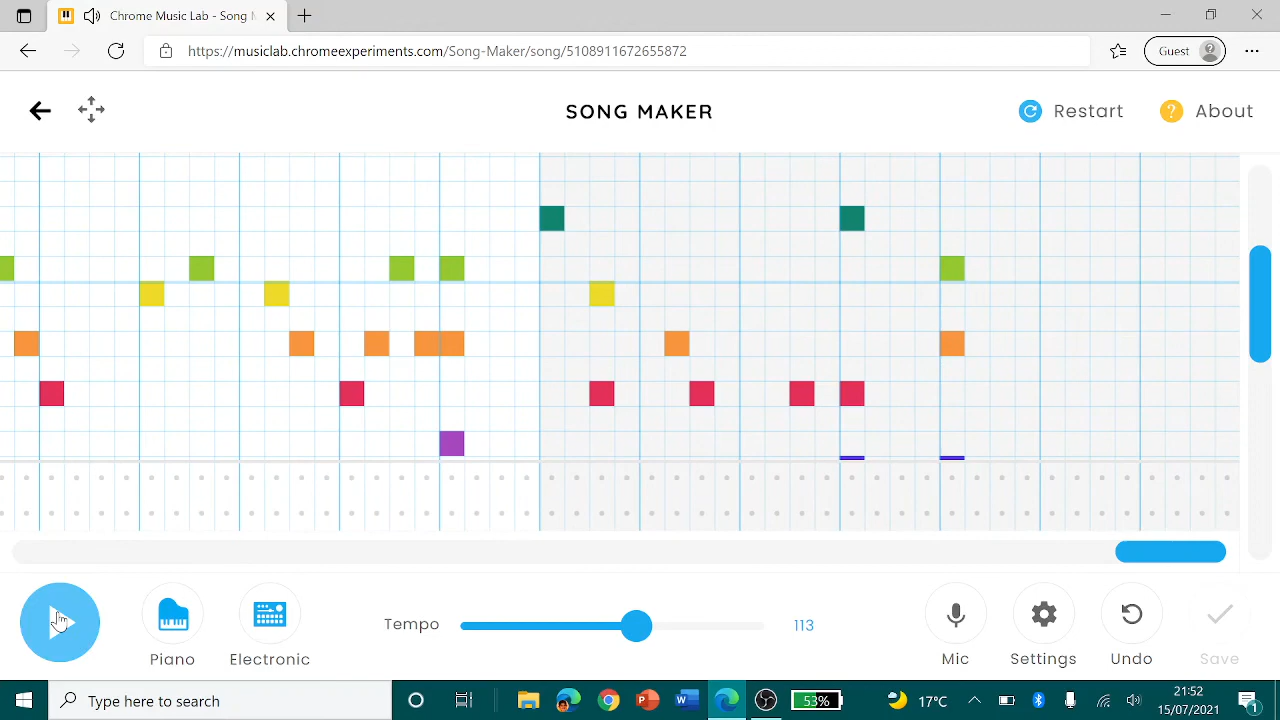 Chrome Music Lab - Song M
https://musiclab.chromeexperiments.com/Song-Maker/song/5108911672655872
Guest
SONG MAKER
Restart
? About
Tempo
113
Piano
Electronic
Mic
Settings
Undo
Save
Type here to search
53%
17°C
21:52
15/07/2021
1